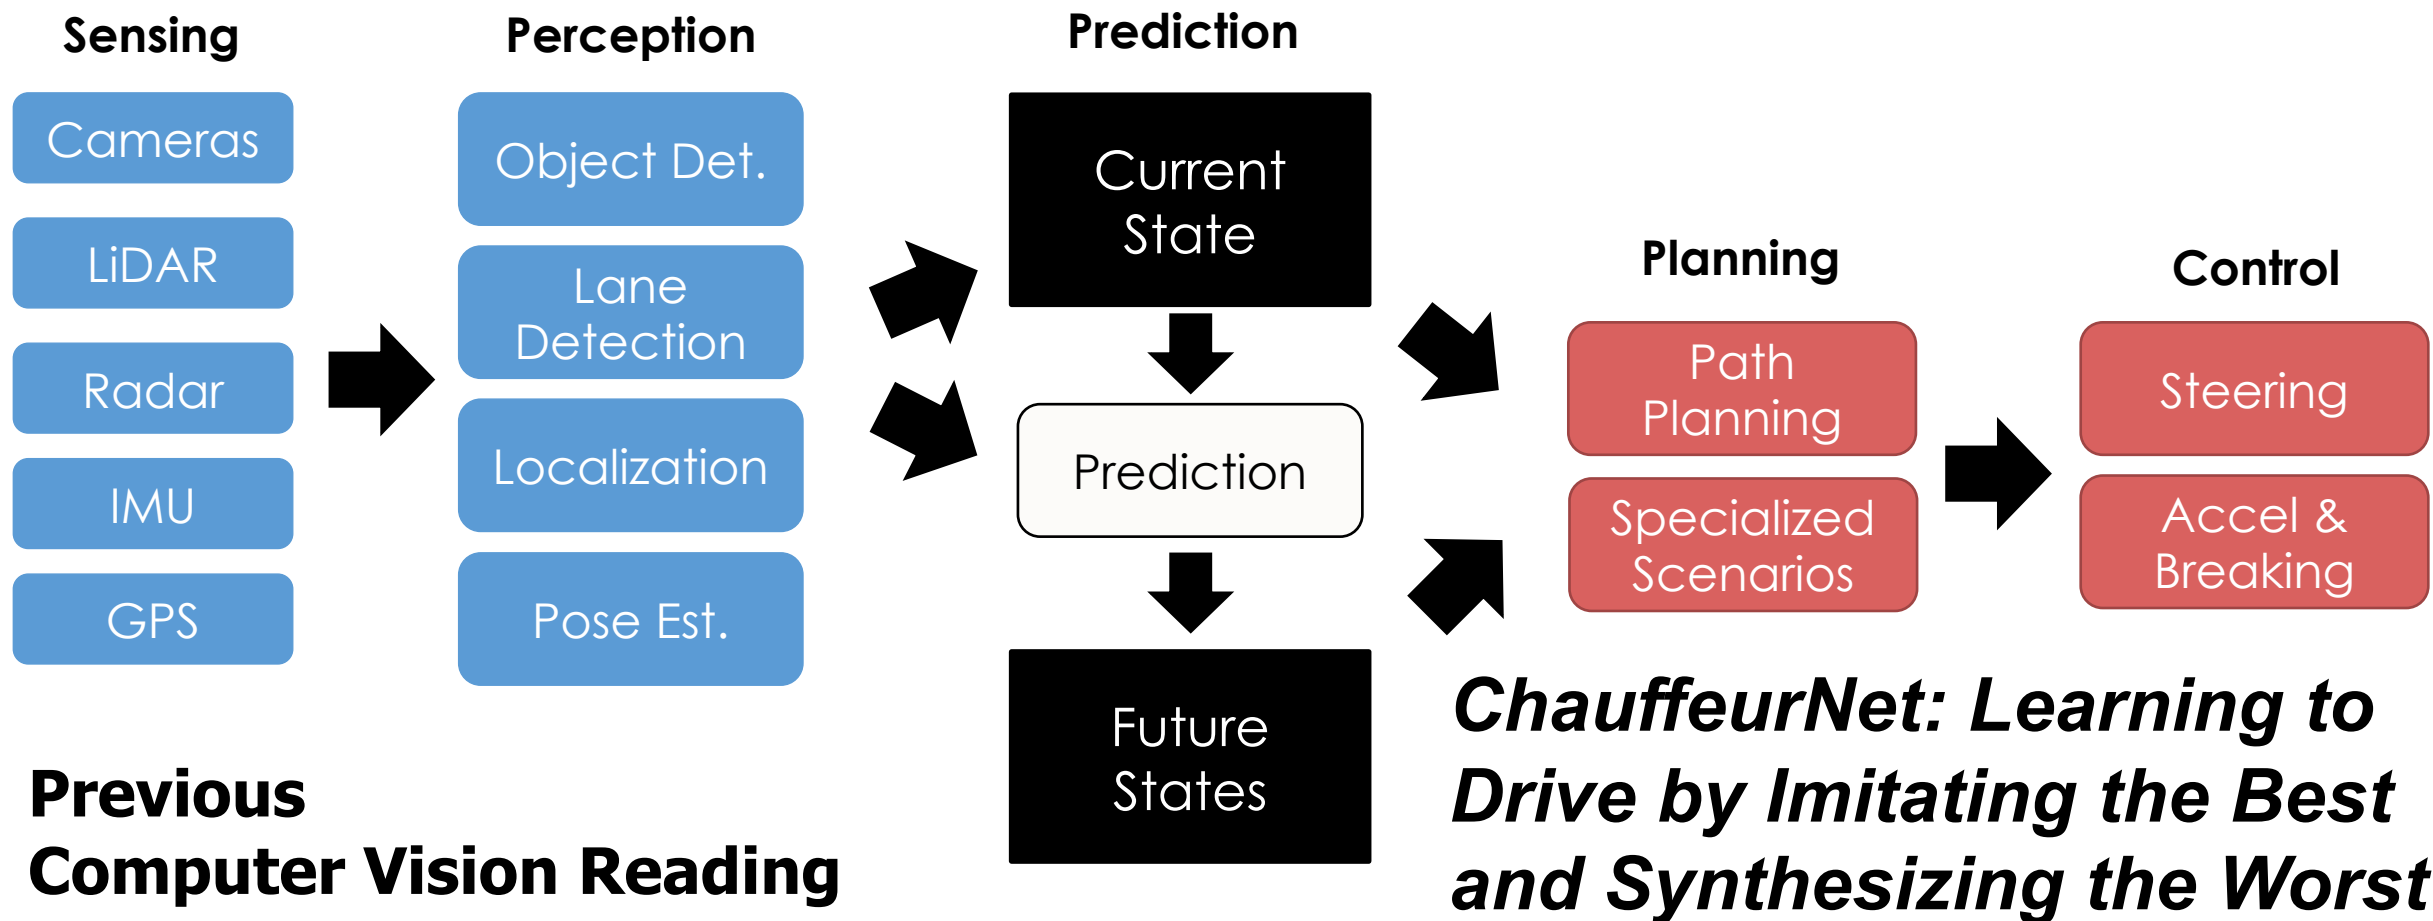 Sensing
Cameras
LiDAR
Radar
IMU
GPS
Perception
Object Det.
Lane
Detection
Localization
Pose Est.
Prediction
Current
State
Prediction
Future
States
Planning
Path
Planning
Specialized
Scenarios
Control
Steering
Accel &
Breaking
Previous
Computer Vision Reading
ChauffeurNet: Learning to
Drive by Imitating the Best
and Synthesizing the Worst